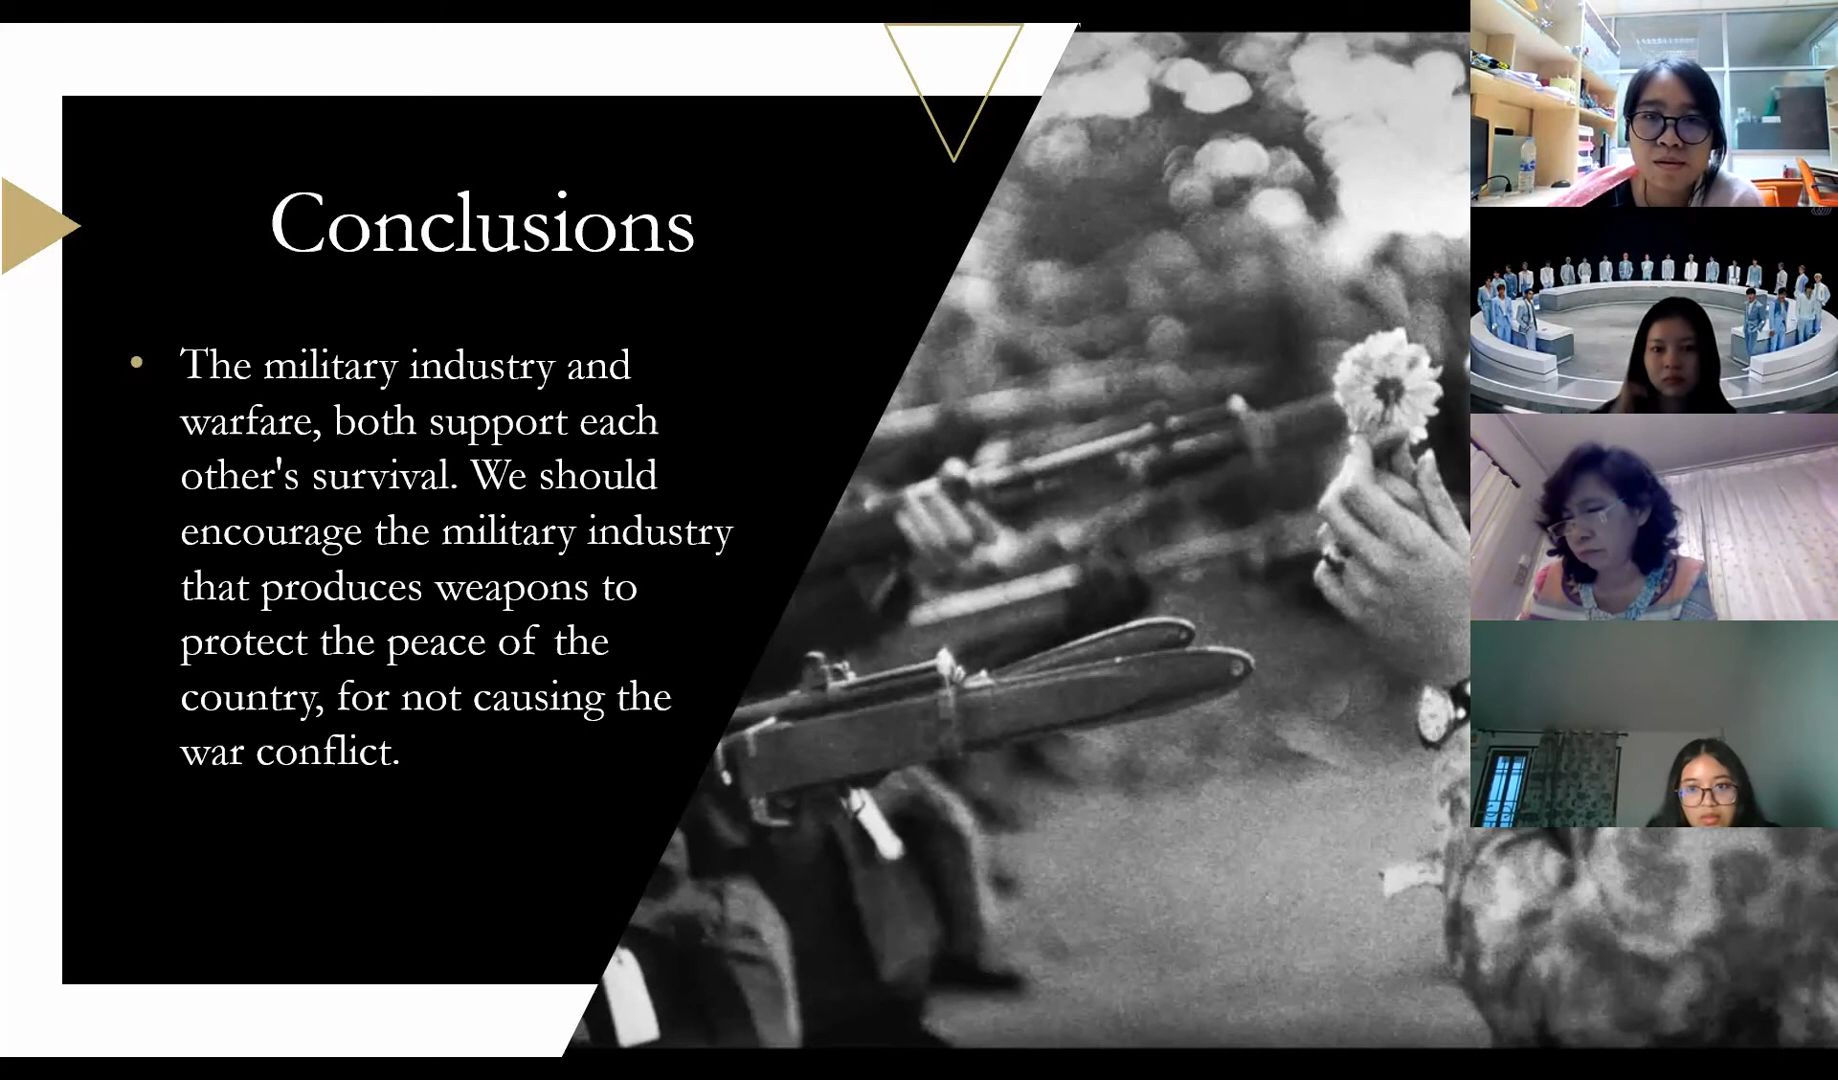 Conclusions
• The military industry and
warfare, both support each
other's survival. We should
encourage the military industry
that produces weapons to
protect the peace of the
country, for not causing the
war conflict.